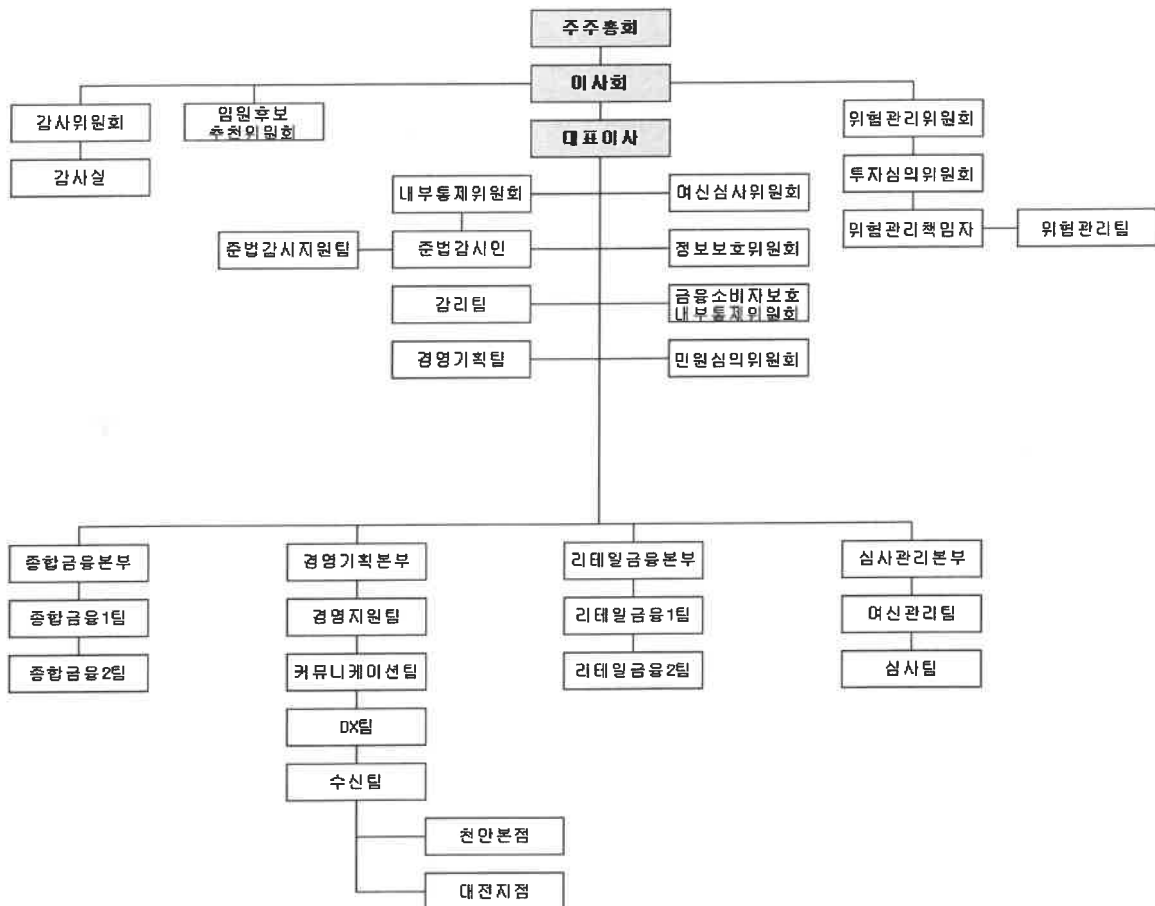 주주총회
이사회
감사위원회
임원후보
추천위원회
위험관리위원회
대표이사
감사실
투자심의위원회
내부통제위원회
여신심사위원회
위험관리책임자
위험관리팀
준법감시지원팀
준법감시인
정보보호위원회
감리팀
금융소비자보호
내부통제위원회
경영기획팀
민원심의위원회
종합금융본부
경영기획본부
리테일금융본부
심사관리본부
종합금융1팀
경영지원팀
리테일금융1팀
여신관리팀
종합금융2팀
커뮤니케이션팀
리테일금융2팀
심사팀
DX팀
수신팀
천안본점
대전지점